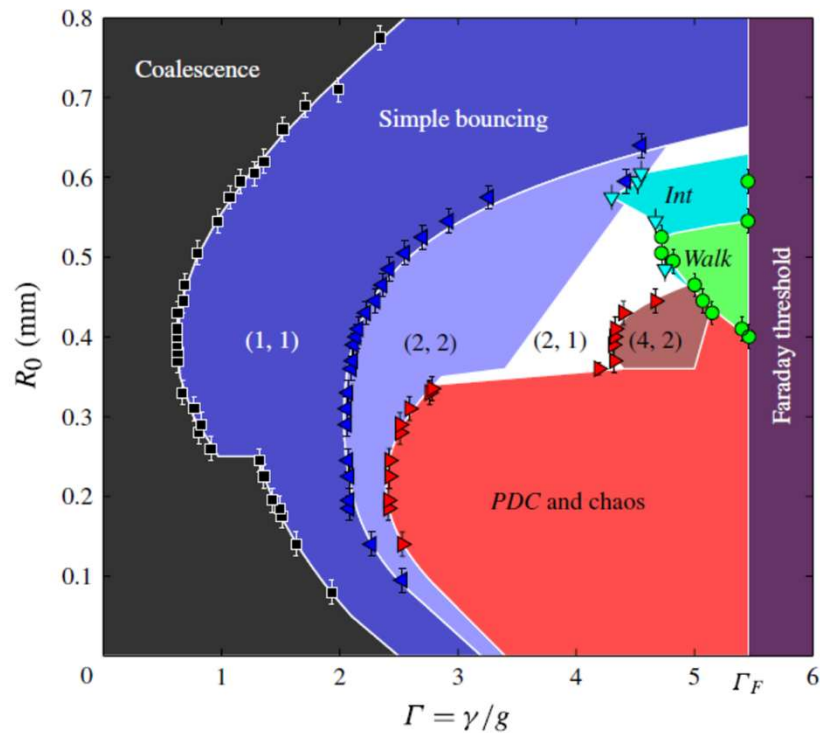 0.8
Coalescence
0.7
Simple bouncing
0.6
Int
0.5
Walk
R₀ (mm)
0.4
(1, 1)
(2, 2)
(2, 1)
(4, 2)
Faraday threshold
0.3
0.2
PDC and chaos
0.1
0
1
2
3
4
5
6
Γ_F
Γ = γ/g